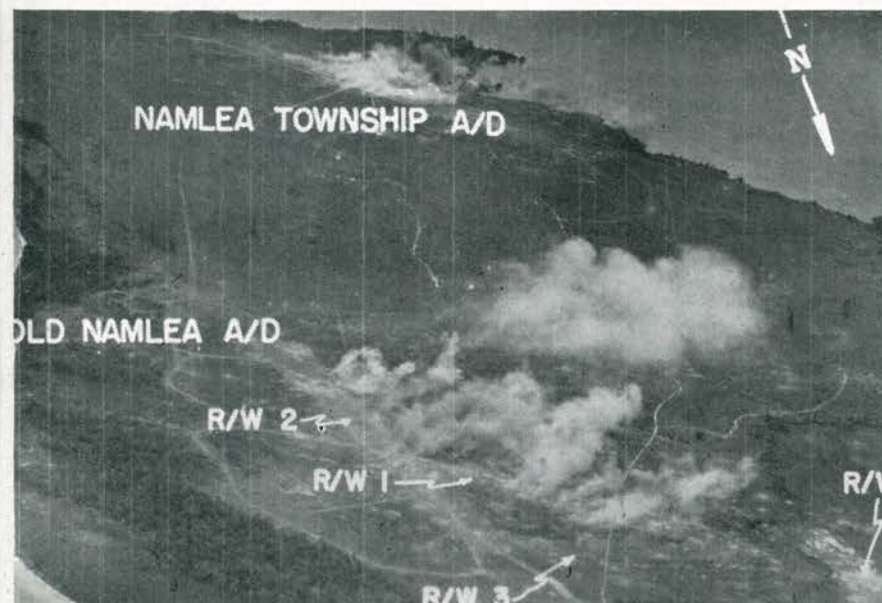 N
NAMLEA TOWNSHIP A/D
OLD NAMLEA A/D
R/W 2
R/W 1
R/W
R/W 3